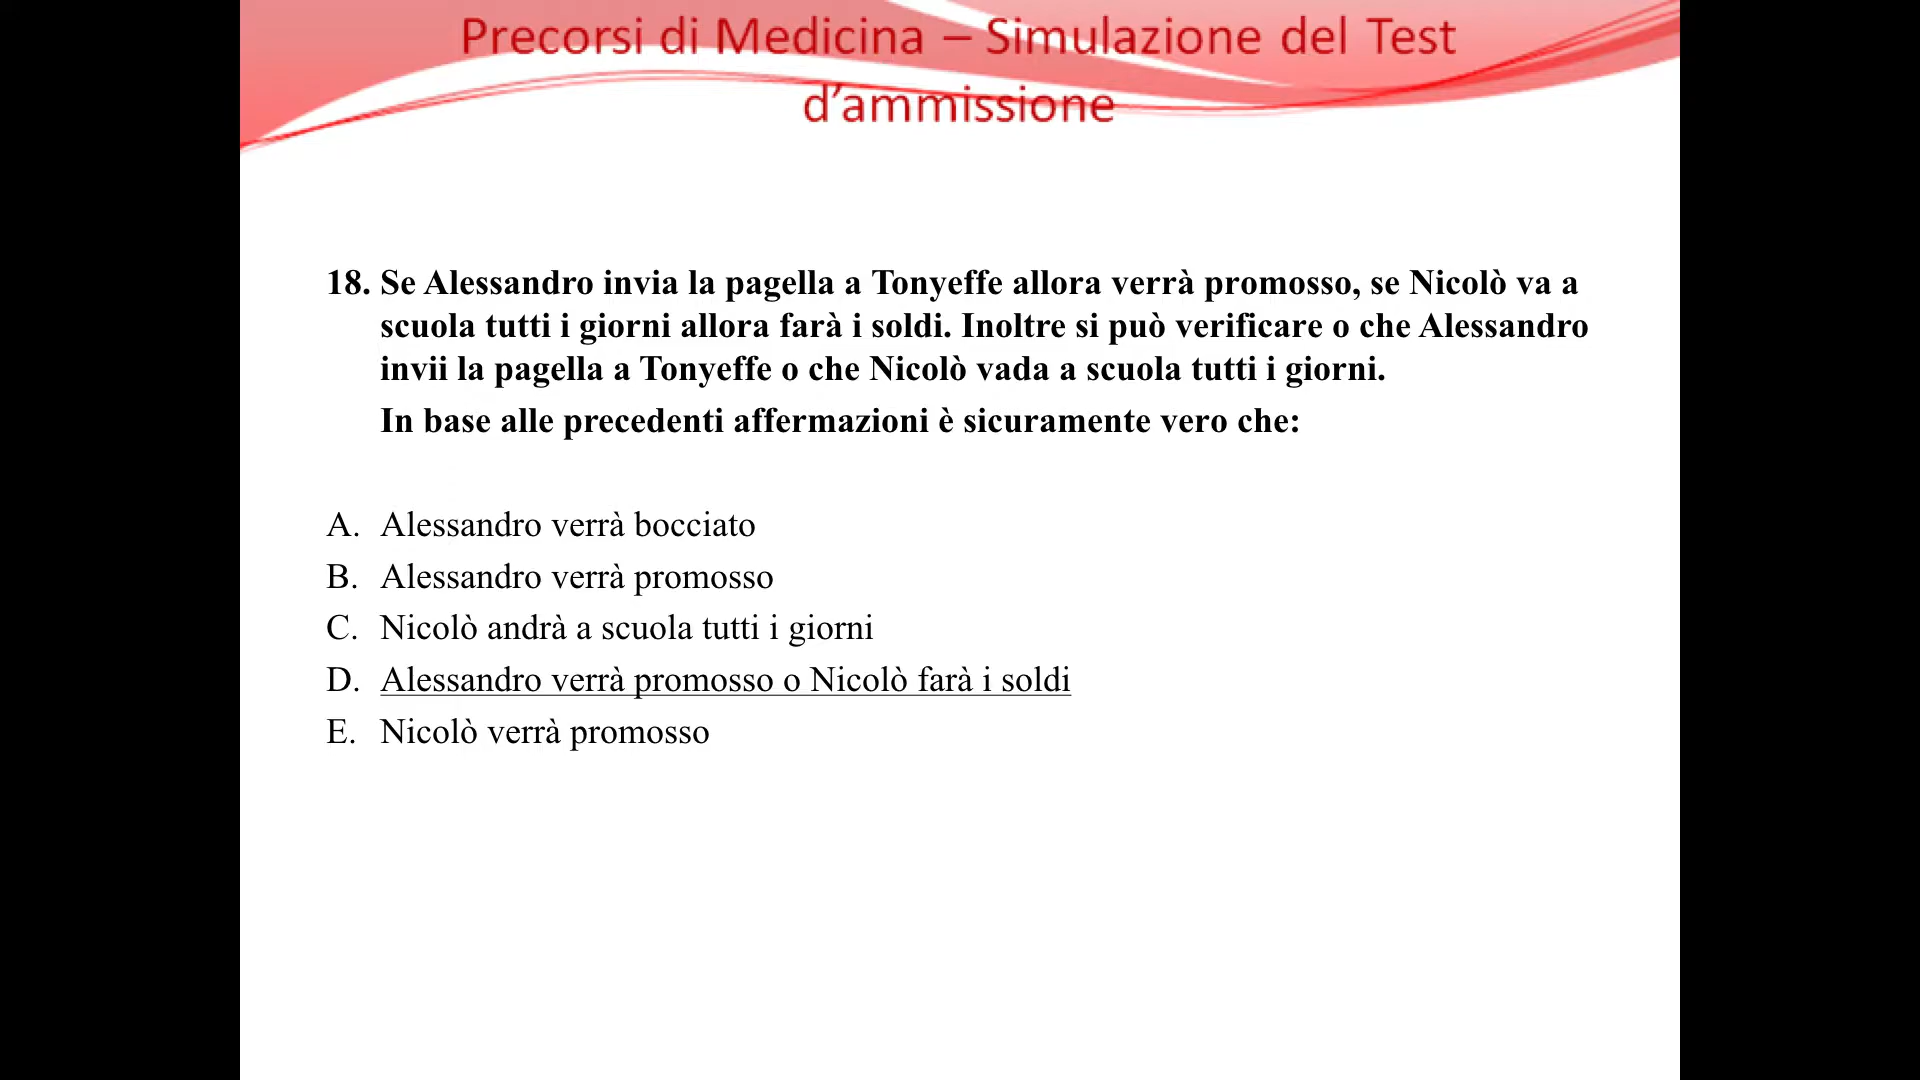 Precorsi di Medicina – Simulazione del Test
d’ammissione
18. Se Alessandro invia la pagella a Tonyeffe allora verrà promosso, se Nicolò va a
scuola tutti i giorni allora farà i soldi. Inoltre si può verificare o che Alessandro
invii la pagella a Tonyeffe o che Nicolò vada a scuola tutti i giorni.
In base alle precedenti affermazioni è sicuramente vero che:
A. Alessandro verrà bocciato
B. Alessandro verrà promosso
C. Nicolò andrà a scuola tutti i giorni
D. Alessandro verrà promosso o Nicolò farà i soldi
E. Nicolò verrà promosso